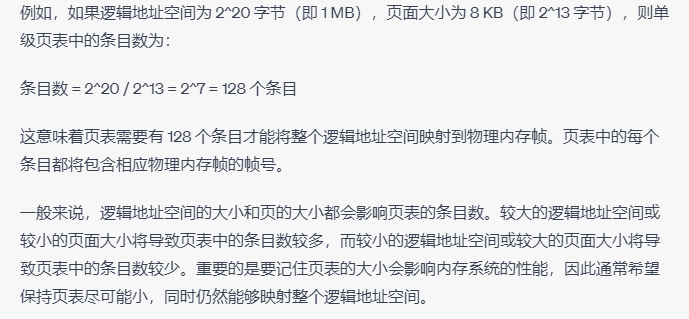 例如，如果逻辑地址空间为 2^20 字节（即 1 MB），页面大小为 8 KB（即 2^13 字节），则单
级页表中的条目数为：
条目数 = 2^20 / 2^13 = 2^7 = 128 个条目
这意味着页表需要有 128 个条目才能将整个逻辑地址空间映射到物理内存帧。页表中的每个
条目都将包含相应物理内存帧的帧号。
一般来说，逻辑地址空间的大小和页的大小都会影响页表的条目数。较大的逻辑地址空间或
较小的页面大小将导致页表中的条目数较多，而较小的逻辑地址空间或较大的页面大小将导
致页表中的条目数较少。重要的是要记住页表的大小会影响内存系统的性能，因此通常希望
保持页表尽可能小，同时仍然能够映射整个逻辑地址空间。